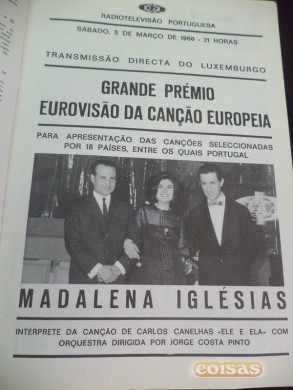 RADIOTELEVISÃO PORTUGUESA
SÁBADO, 5 DE MARÇO DE 1966 - 21 HORAS
TRANSMISSÃO DIRECTA DO LUXEMBURGO
GRANDE PRÉMIO
EUROVISÃO DA CANÇÃO EUROPEIA
PARA APRESENTAÇÃO DAS CANÇÕES SELECCIONADAS
POR 18 PAÍSES, ENTRE OS QUAIS PORTUGAL
MADALENA IGLÉSIAS
INTÉRPRETE DA CANÇÃO DE CARLOS CANELHAS «ELE E ELA» COM
ORQUESTRA DIRIGIDA POR JORGE COSTA PINTO
coisas